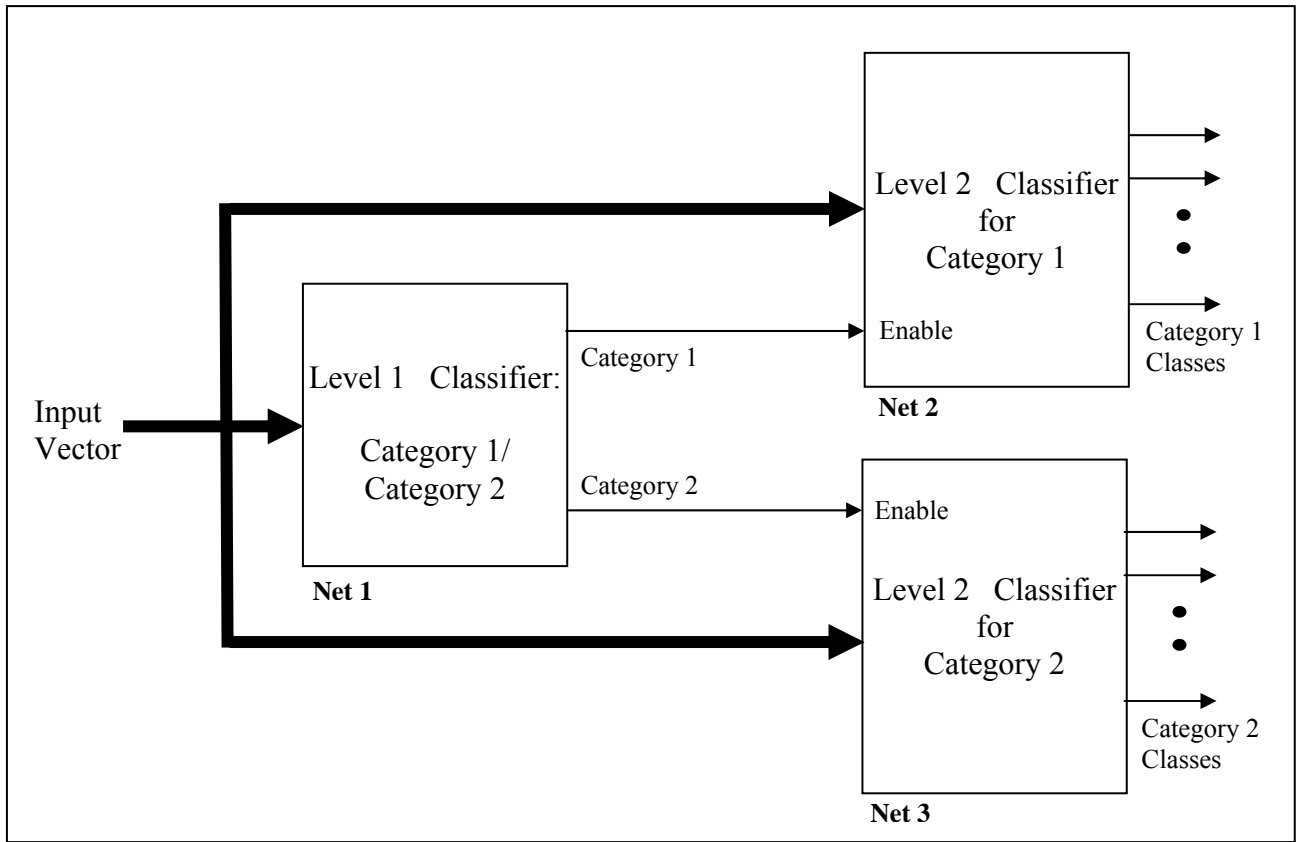 Input
Vector
Level 1 Classifier:
Category 1/
Category 2
Net 1
Category 1
Category 2
Level 2 Classifier
for
Category 1
Enable
Net 2
Category 1
Classes
Enable
Level 2 Classifier
for
Category 2
Net 3
Category 2
Classes